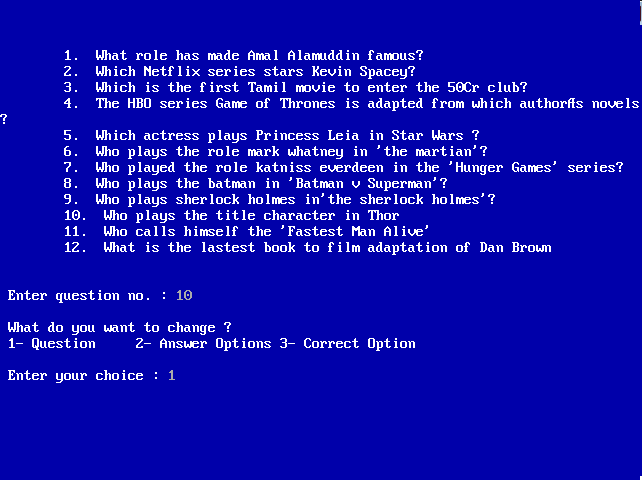 1. What role has made Amal Alamuddin famous?
2. Which Netflix series stars Kevin Spacey?
3. Which is the first Tamil movie to enter the 50Cr club?
4. The HBO series Game of Thrones is adapted from which authorÆs novels
?
5. Which actress plays Princess Leia in Star Wars ?
6. Who plays the role mark whatney in 'the martian'?
7. Who played the role katniss everdeen in the 'Hunger Games' series?
8. Who plays the batman in 'Batman v Superman'?
9. Who plays sherlock holmes in'the sherlock holmes'?
10. Who plays the title character in Thor
11. Who calls himself the 'Fastest Man Alive'
12. What is the lastest book to film adaptation of Dan Brown
Enter question no. : 10
What do you want to change ?
1- Question 2- Answer Options 3- Correct Option
Enter your choice : 1